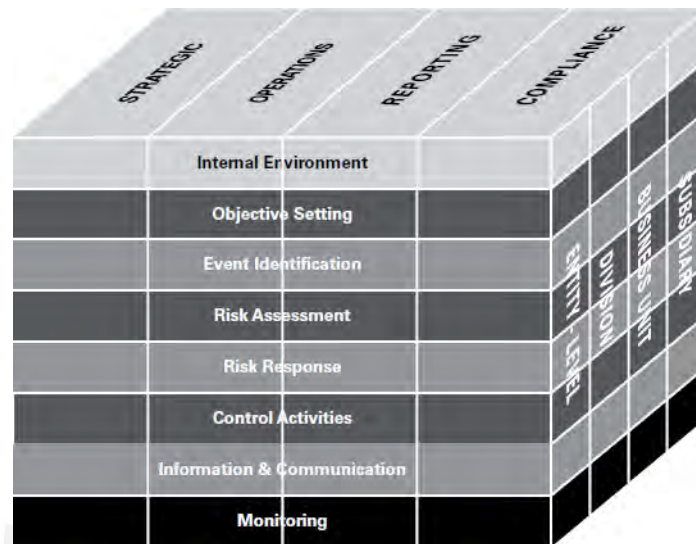 STRATEGIC
OPERATIONS
REPORTING
COMPLIANCE
Internal Environment
Objective Setting
Event Identification
Risk Assessment
Risk Response
Control Activities
Information & Communication
Monitoring
ENTITY - LEVEL
DIVISION
BUSINESS UNIT
SUBSIDIARY